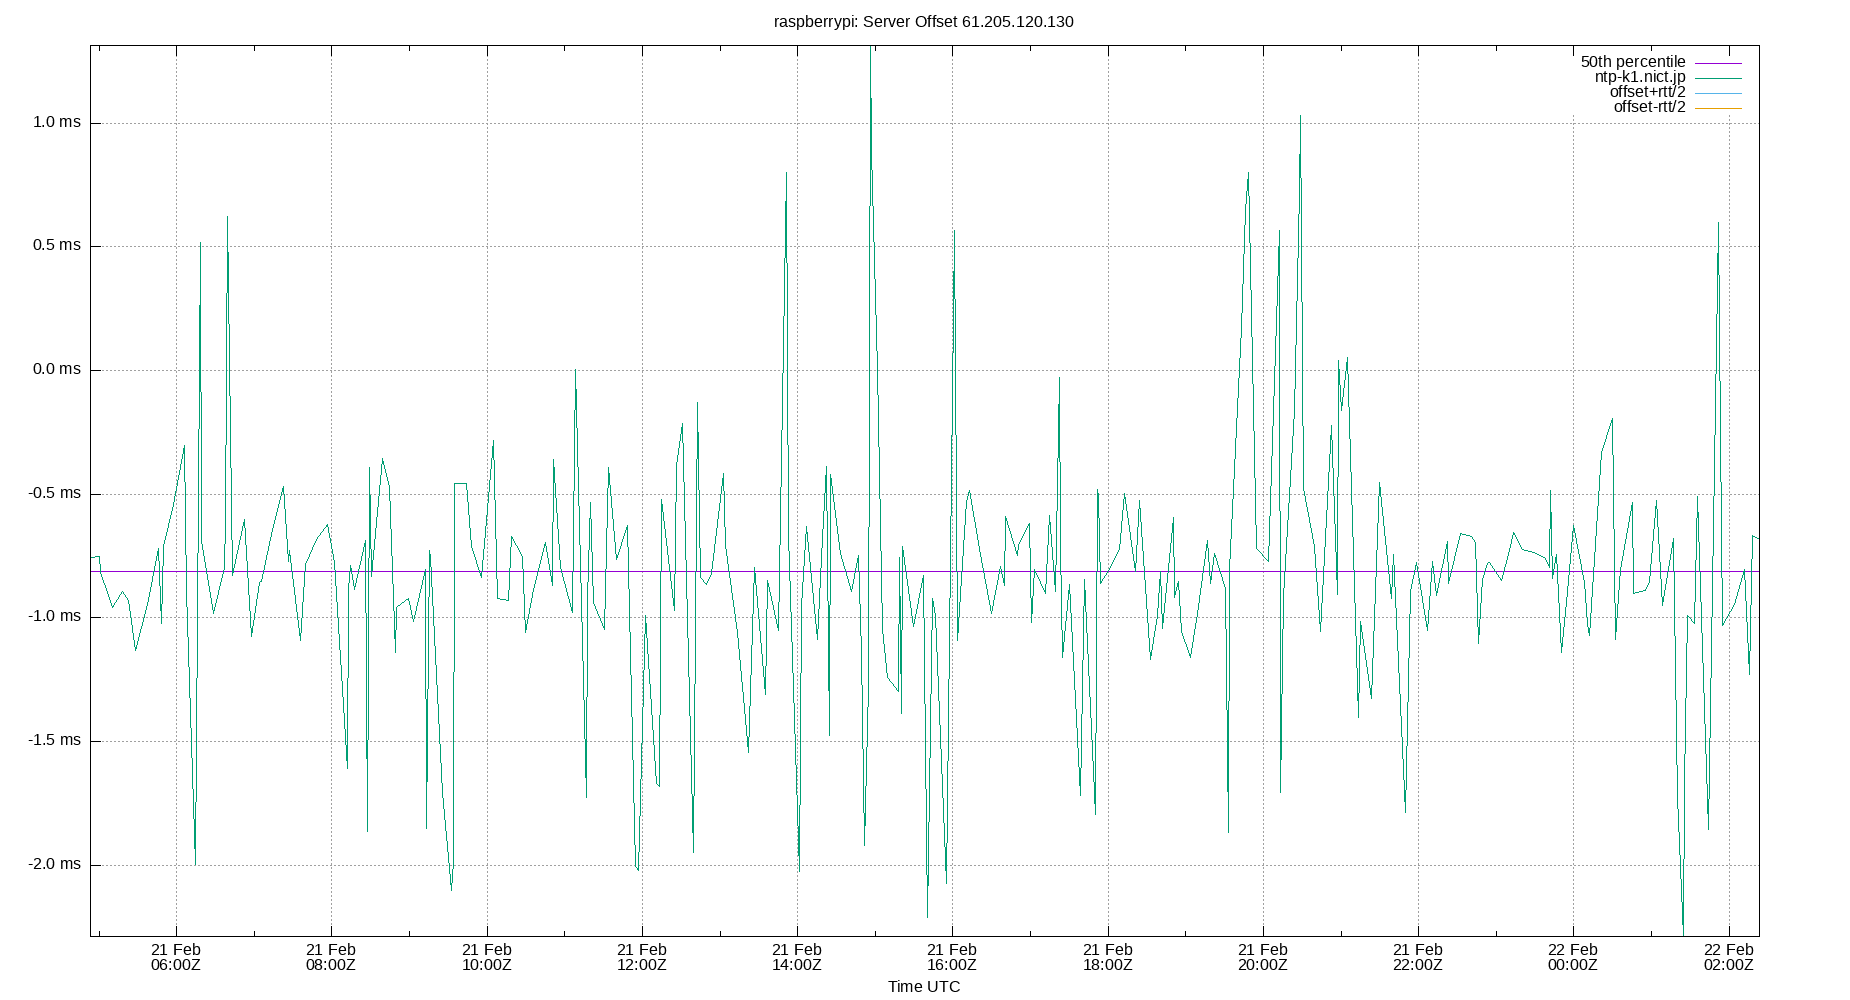 raspberrypi: Server Offset 61.205.120.130
50th percentile
ntp-k1.nict.jp
offset+rtt/2
offset-rtt/2
1.0 ms
0.5 ms
0.0 ms
-0.5 ms
-1.0 ms
-1.5 ms
-2.0 ms
21 Feb 21 Feb 21 Feb 21 Feb 21 Feb 21 Feb 21 Feb 21 Feb 21 Feb 22 Feb 22 Feb
06:00Z 08:00Z 10:00Z 12:00Z 14:00Z 16:00Z 18:00Z 20:00Z 22:00Z 00:00Z 02:00Z
Time UTC